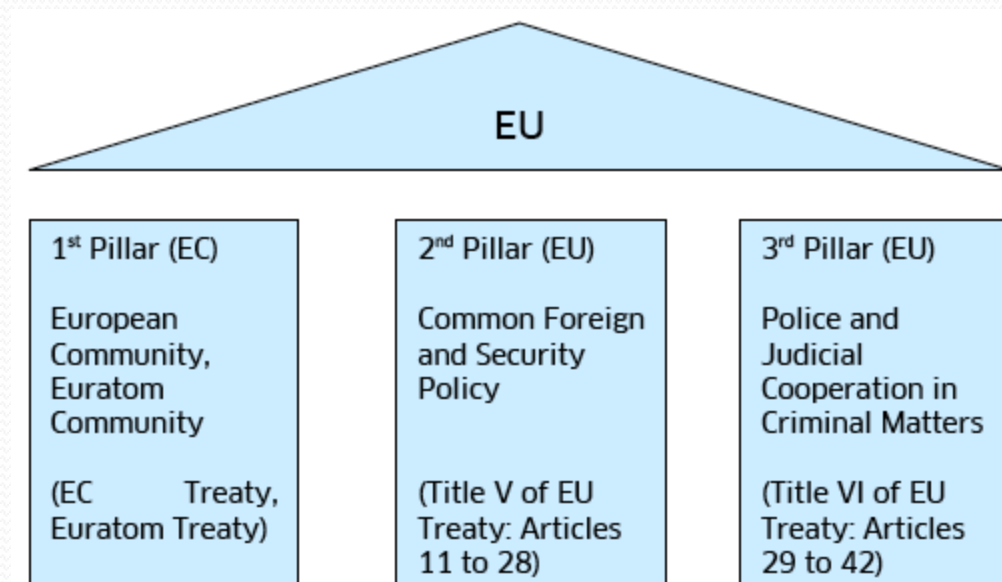 EU
1st Pillar (EC)
European
Community,
Euratom
Community
(EC Treaty,
Euratom Treaty)
2nd Pillar (EU)
Common Foreign
and Security
Policy
(Title V of EU
Treaty: Articles
11 to 28)
3rd Pillar (EU)
Police and
Judicial
Cooperation in
Criminal Matters
(Title VI of EU
Treaty: Articles
29 to 42)